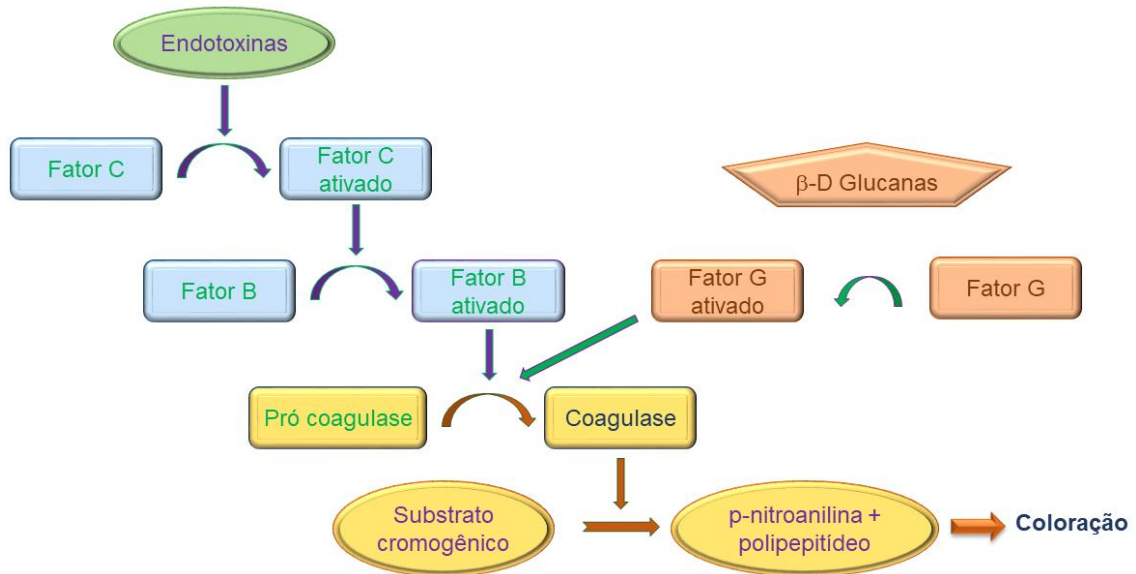 Endotoxinas
Fator C
Fator C
ativado
β-D Glucanas
Fator B
Fator B
ativado
Fator G
ativado
Fator G
Pró coagulase
Coagulase
Substrato
cromogênico
p-nitroanilina +
polipepitídeo
Coloração